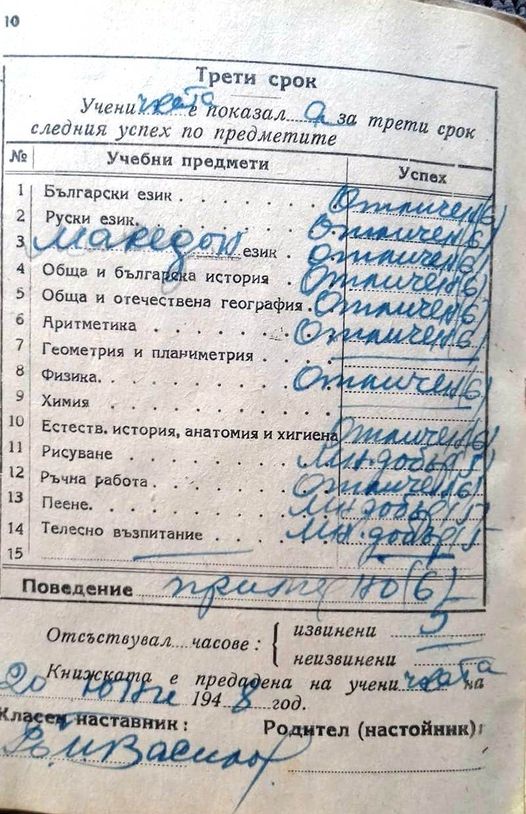 10
Трети срок
Ученичката е показал а за трети срок
следния успех по предметите
№ Учебни предмети Успех
1 Български език . . . . . . Отличен (6)
2 Руски език. . . . . . . Отличен (6)
3 Македон език . Отличен (6)
4 Обща и българска история . Отличен (6)
5 Обща и отечествена география. Отличен (6)
6 Аритметика . . . . . . . Отличен (6)
7 Геометрия и планиметрия . . .
8 Физика. . . . . . . . . Отличен (6)
9 Химия . . . . . . . . .
10 Естеств. история, анатомия и хигиена Отличен (6)
11 Рисуване . . . . . . . Мн. добър 5
12 Ръчна работа. . . . . . Отличен (6)
13 Пеене. . . . . . . . Мн. добър 5
14 Телесно възпитание . . . . Мн. добър 5
15
Поведение примерно (6)
Отсъствувал часове : { извинени 5
неизвинени
Книжката е предадена на ученичката на
20 юни 1948 год.
Класен наставник : Родител (настойник):